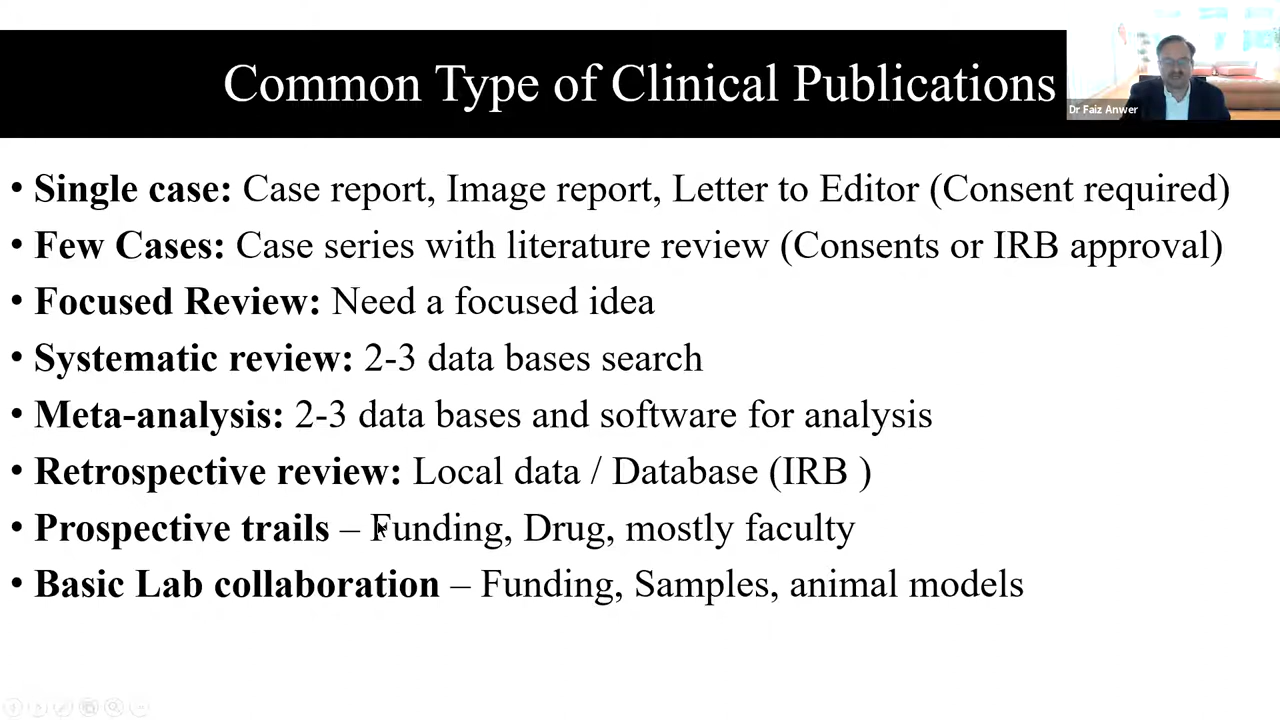 Common Type of Clinical Publications
Dr Faiz Anwer
• Single case: Case report, Image report, Letter to Editor (Consent required)
• Few Cases: Case series with literature review (Consents or IRB approval)
• Focused Review: Need a focused idea
• Systematic review: 2-3 data bases search
• Meta-analysis: 2-3 data bases and software for analysis
• Retrospective review: Local data / Database (IRB )
• Prospective trails – Funding, Drug, mostly faculty
• Basic Lab collaboration – Funding, Samples, animal models